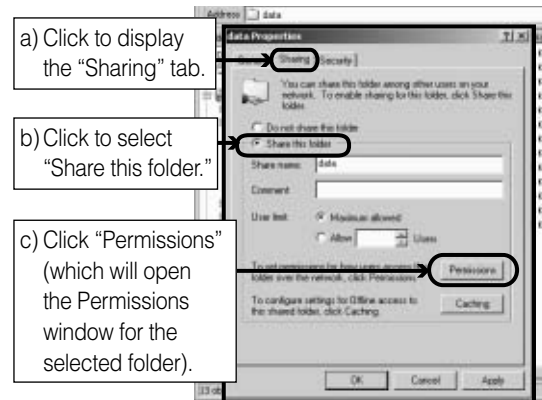 Address data
data Properties
Sharing Security
a) Click to display
the “Sharing” tab.
You can share this folder among other users on your
network. To enable sharing for this folder, click Share this
folder.
Do not share this folder
b) Click to select
“Share this folder.”
Share this folder
Share name: data
Comment:
User limit: Maximum allowed
Allow Users
c) Click “Permissions”
(which will open
the Permissions
window for the
selected folder).
To set permissions for how users access
folder over the network, click Permissions.
Permissions
To configure settings for Offline access to
this shared folder, click Caching.
Caching
OK Cancel Apply